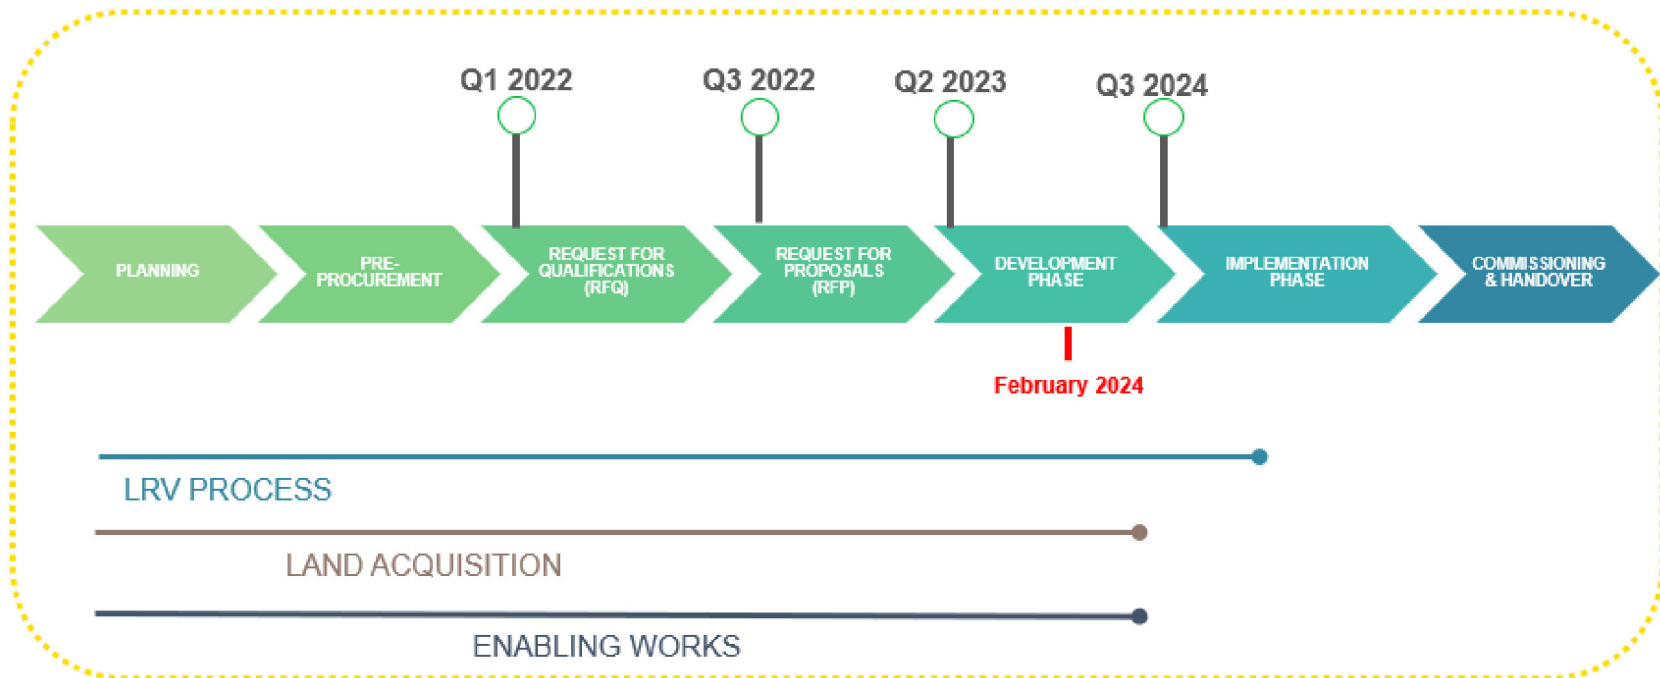 Q1 2022
Q3 2022
Q2 2023
Q3 2024
PLANNING
PRE-
PROCUREMENT
REQUEST FOR
QUALIFICATIONS
(RFQ)
REQUEST FOR
PROPOSALS
(RFP)
DEVELOPMENT
PHASE
IMPLEMENTATION
PHASE
COMMISSIONING
& HANDOVER
February 2024
LRV PROCESS
LAND ACQUISITION
ENABLING WORKS